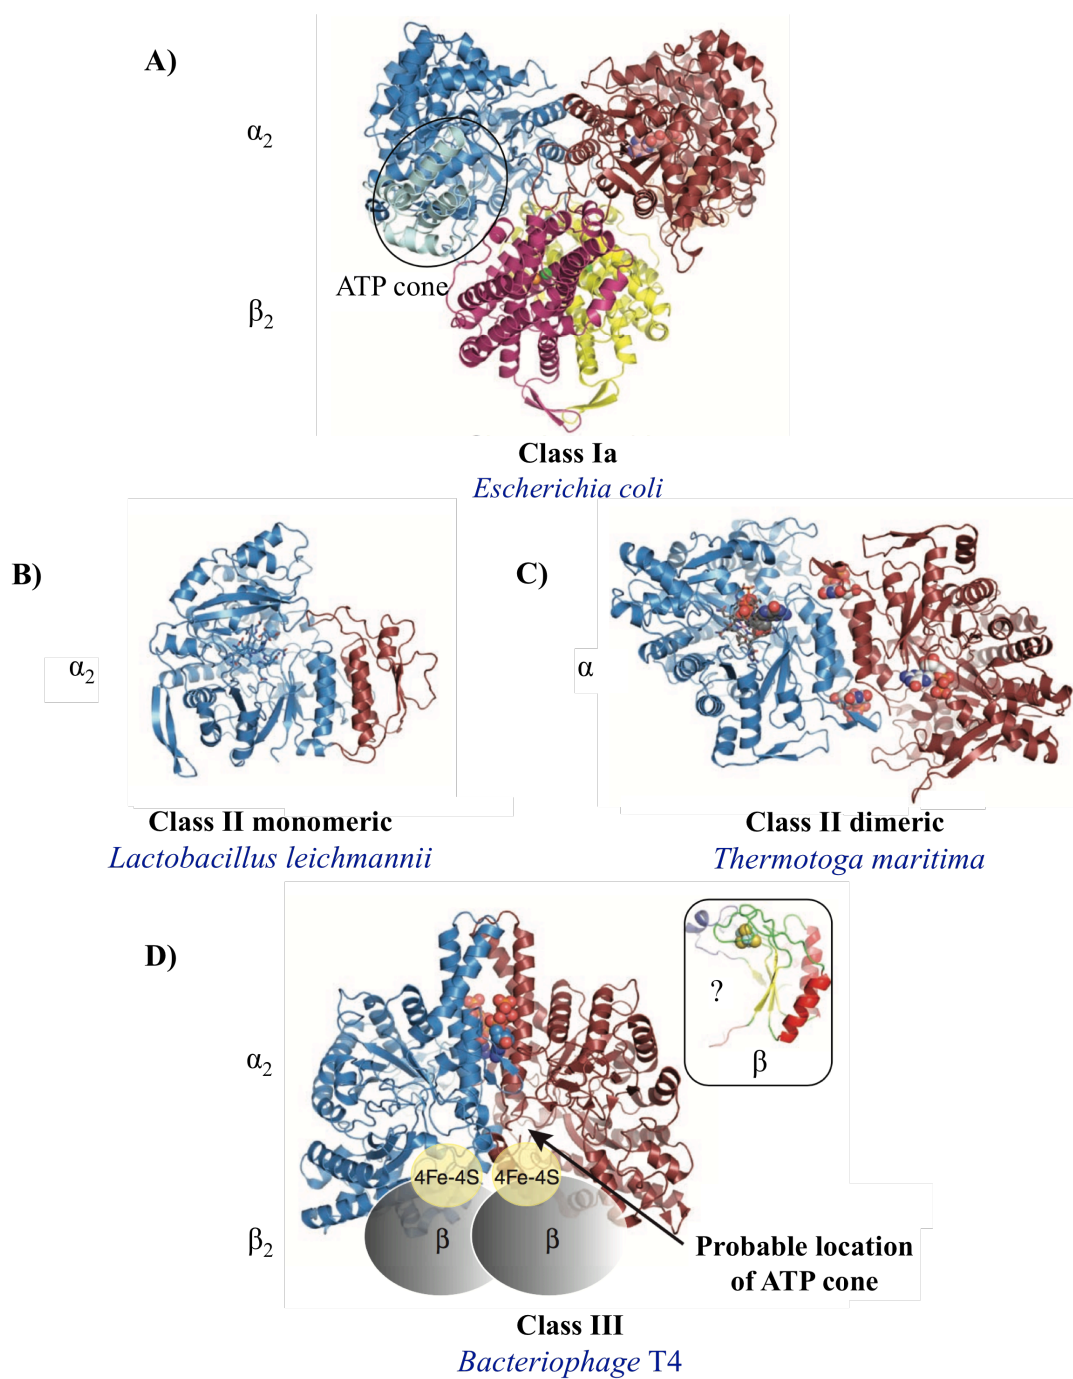 A)
α2
ATP cone
β2
Class Ia
Escherichia coli
B)
α2
Class II monomeric
Lactobacillus leichmannii
C)
α
Class II dimeric
Thermotoga maritima
D)
?
β
α2
4Fe-4S
4Fe-4S
β
β
β2
Probable location
of ATP cone
Class III
Bacteriophage T4